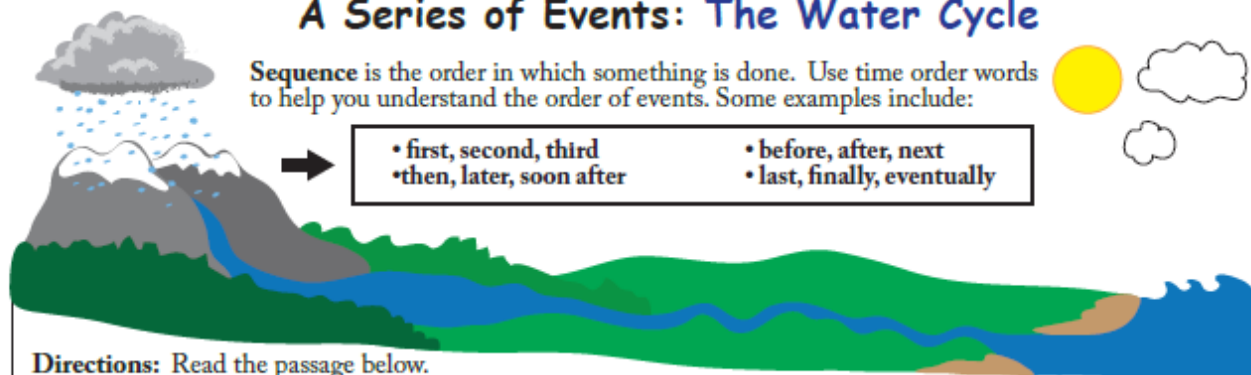 A Series of Events: The Water Cycle
Sequence is the order in which something is done. Use time order words
to help you understand the order of events. Some examples include:
• first, second, third
• before, after, next
•then, later, soon after
• last, finally, eventually
Directions: Read the passage below.